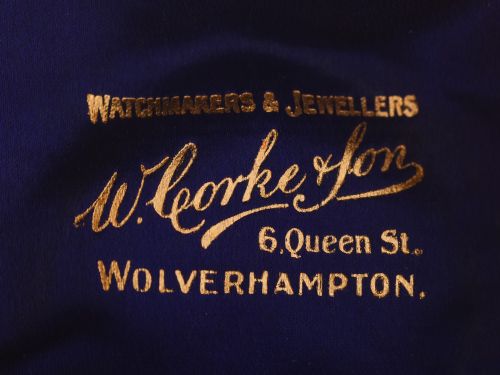 WATCHMAKERS & JEWELLERS
W. Corke & Son
6, Queen St.
WOLVERHAMPTON.